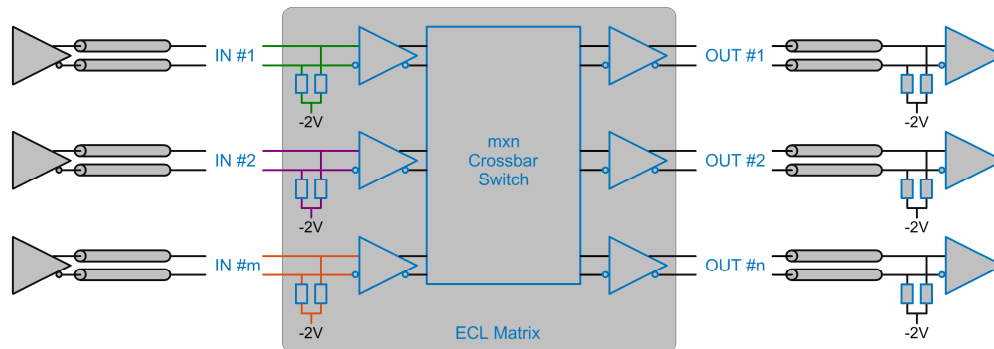 IN #1
OUT #1
-2V
-2V
IN #2
mxn
Crossbar
Switch
OUT #2
-2V
-2V
IN #m
OUT #n
-2V
-2V
ECL Matrix